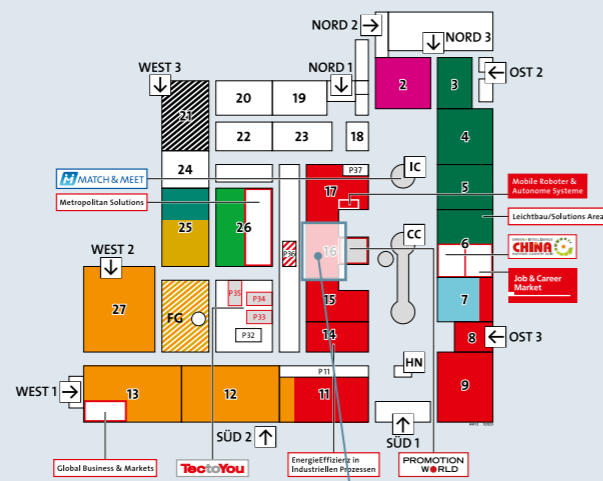 NORD 2
NORD 3
WEST 3
NORD 1
OST 2
2
3
20
19
21
4
22
23
18
24
P37
IC
MATCH & MEET
17
Mobile Roboter &
Autonome Systeme
5
Metropolitan Solutions
25
26
Leichtbau/Solutions Area
CC
WEST 2
P36
16
6
CHINA
Job & Career
Market
27
P35
P34
15
7
FG
P33
P32
14
8
OST 3
HN
P11
WEST 1
13
12
11
9
SÜD 2
SÜD 1
Global Business & Markets
TectoYou
EnergieEffizienz in
Industriellen Prozessen
PROMOTION
WORLD